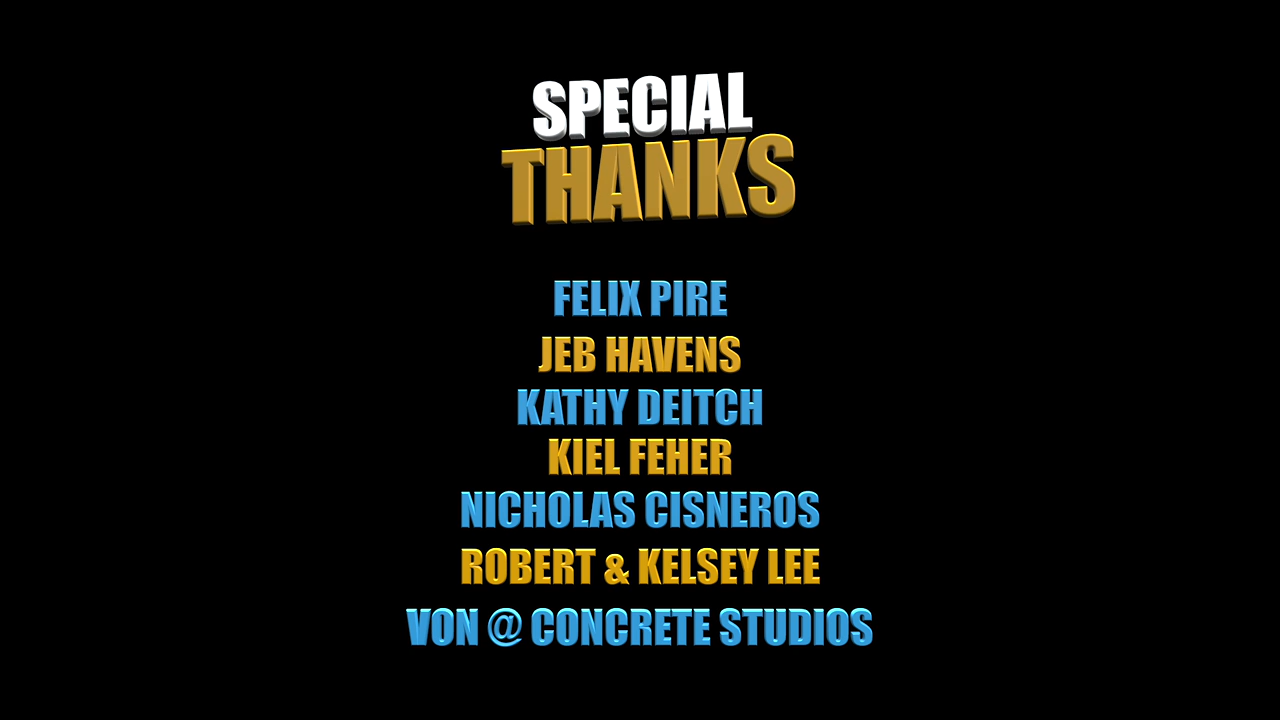 SPECIAL
THANKS
FELIX PIRE
JEB HAVENS
KATHY DEITCH
KIEL FEHER
NICHOLAS CISNEROS
ROBERT & KELSEY LEE
VON @ CONCRETE STUDIOS